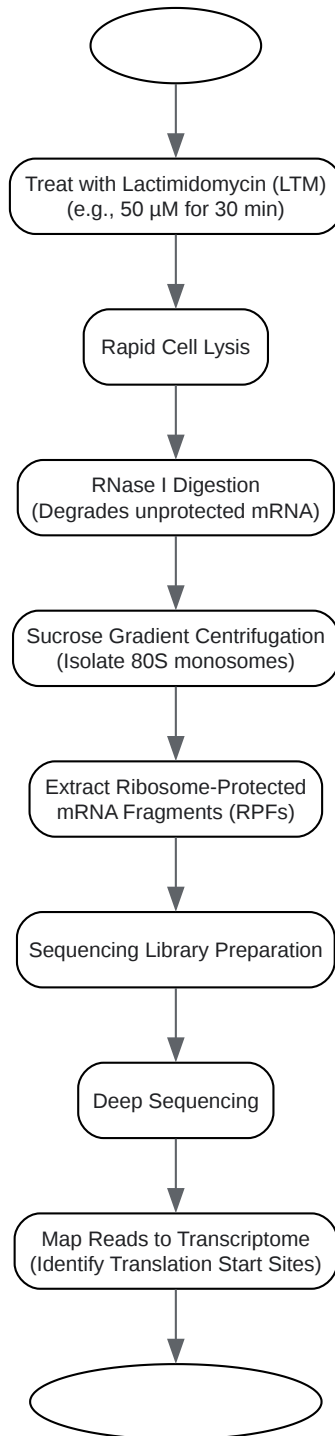 Treat with Lactimidomycin (LTM)
(e.g., 50 µM for 30 min)
Rapid Cell Lysis
RNase I Digestion
(Degrades unprotected mRNA)
Sucrose Gradient Centrifugation
(Isolate 80S monosomes)
Extract Ribosome-Protected
mRNA Fragments (RPFs)
Sequencing Library Preparation
Deep Sequencing
Map Reads to Transcriptome
(Identify Translation Start Sites)